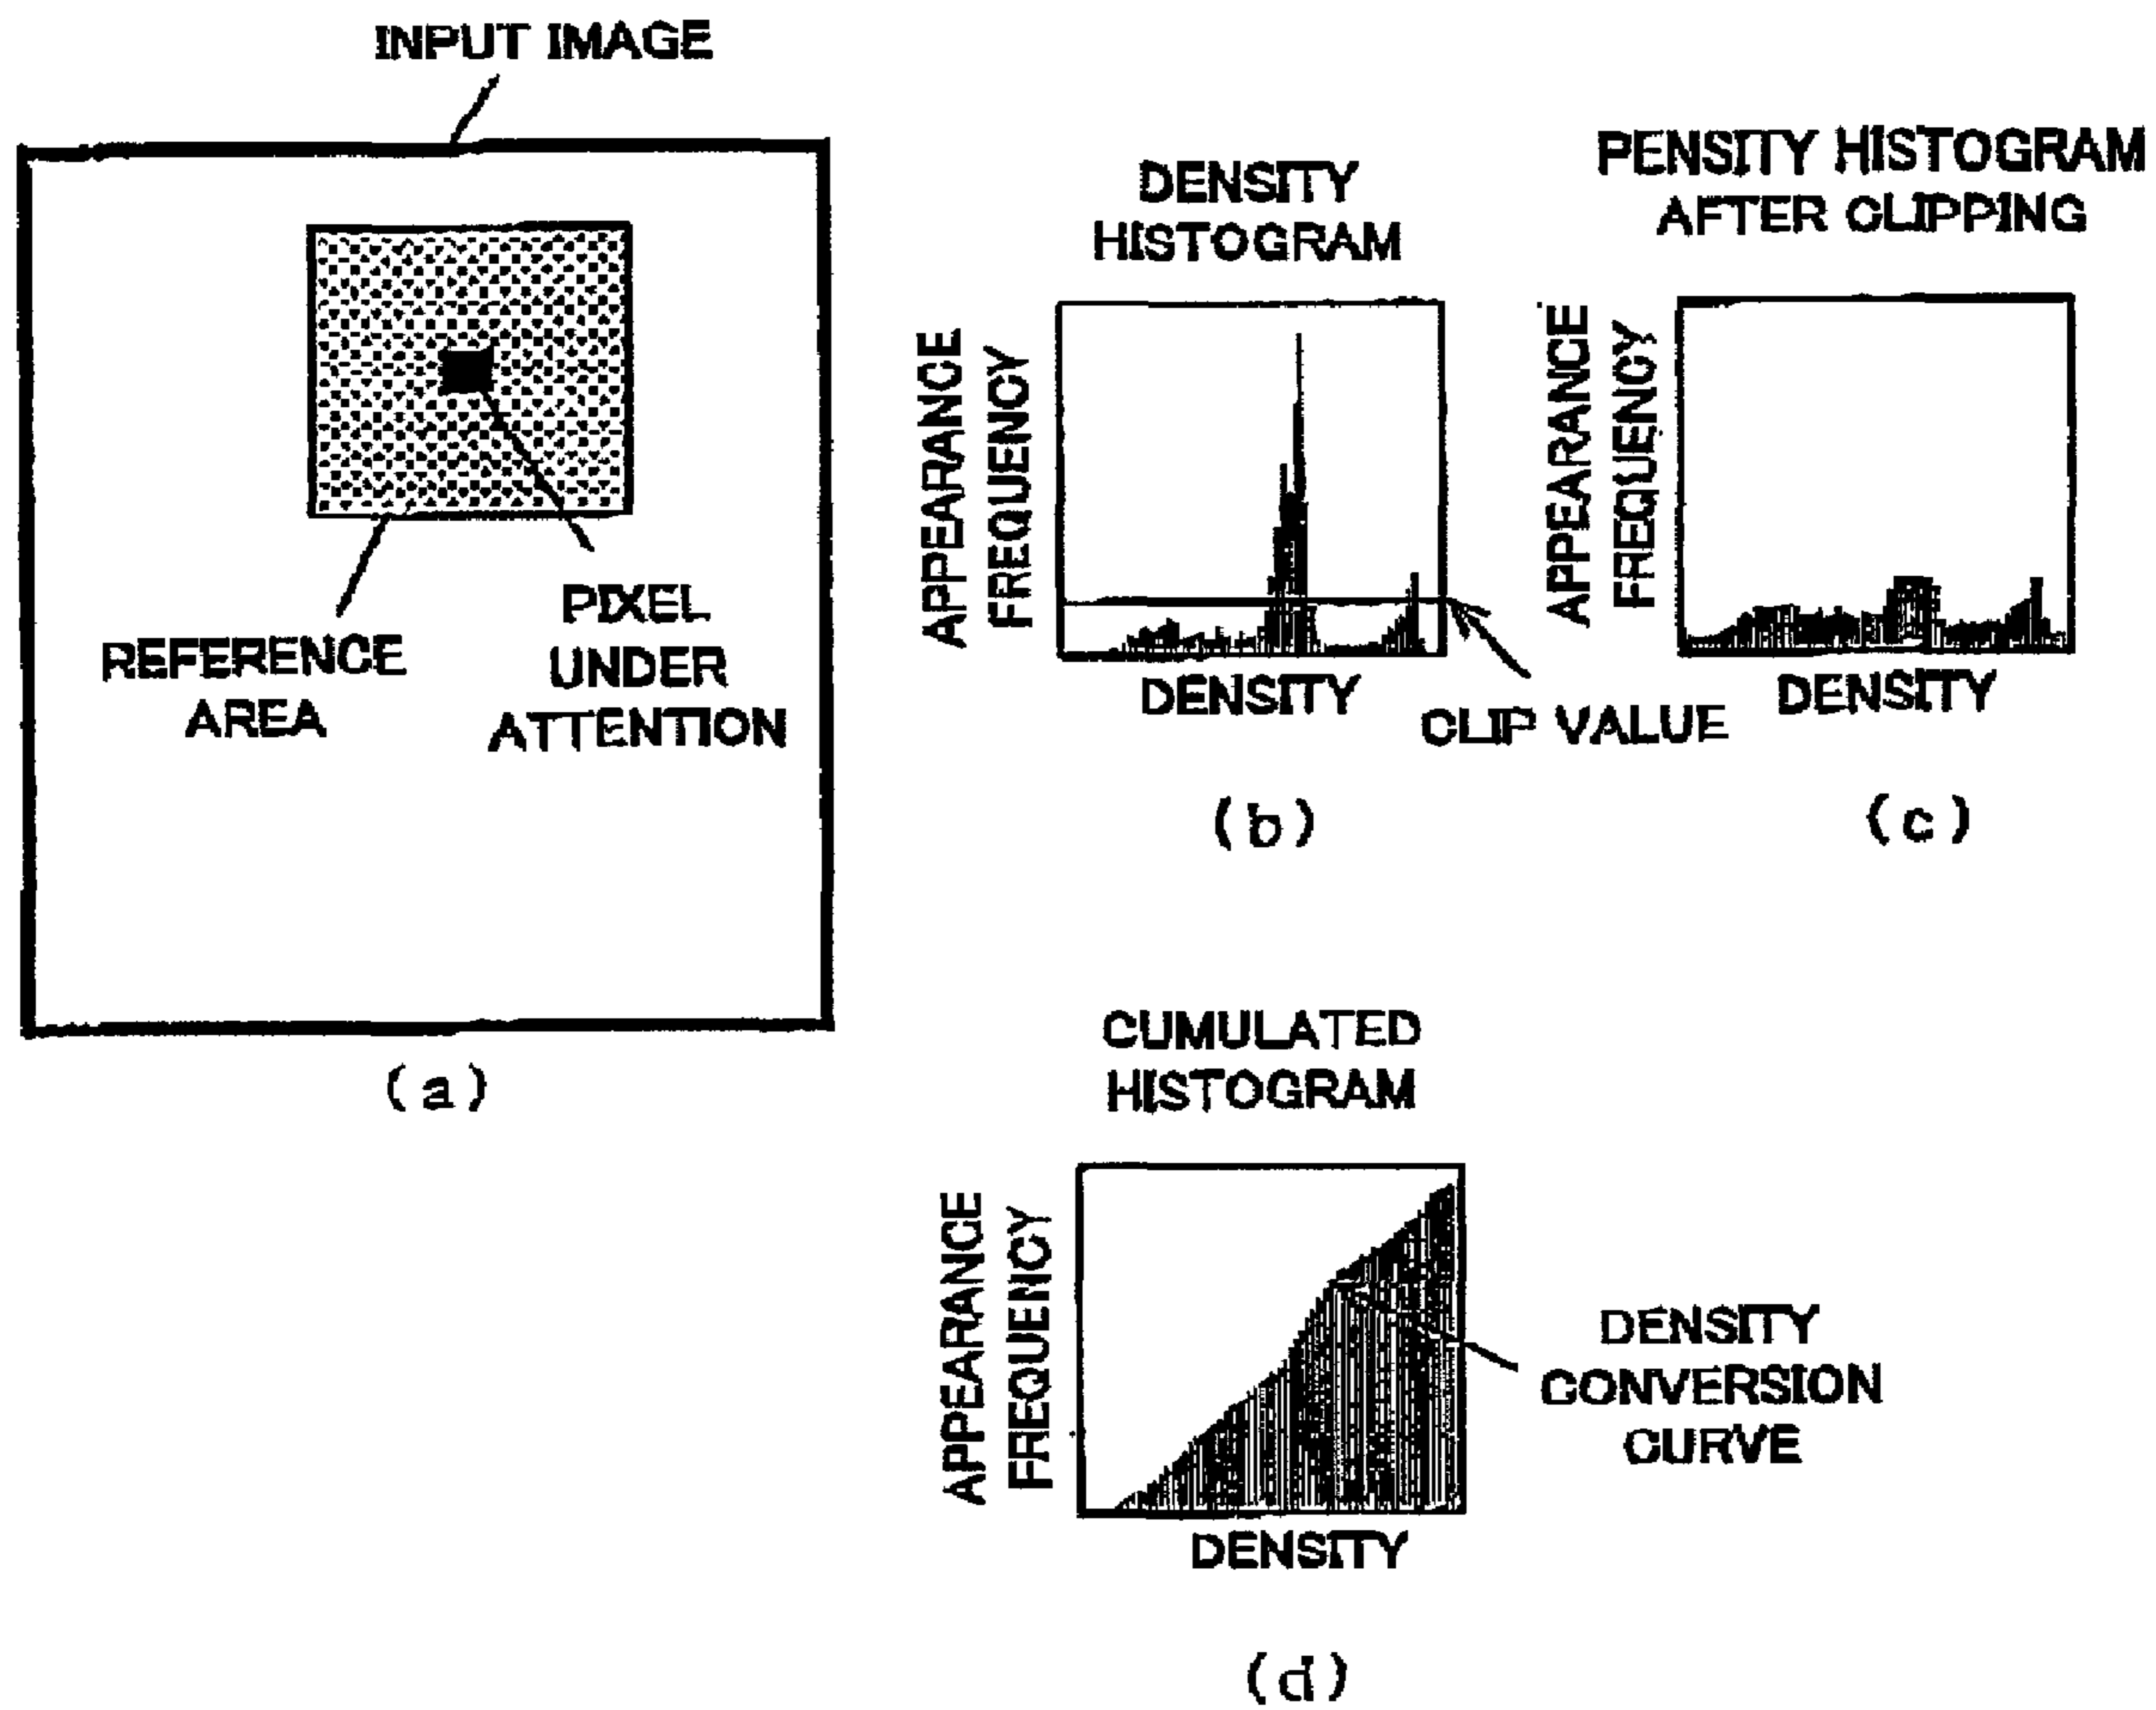 INPUT IMAGE
REFERENCE
AREA
PIXEL
UNDER
ATTENTION
(a)
DENSITY
HISTOGRAM
APPEARANCE
FREQUENCY
DENSITY
CLIP VALUE
(b)
PENSITY HISTOGRAM
AFTER CLIPPING
APPEARANCE
FREQUENCY
DENSITY
(c)
CUMULATED
HISTOGRAM
APPEARANCE
FREQUENCY
DENSITY
DENSITY
CONVERSION
CURVE
(d)